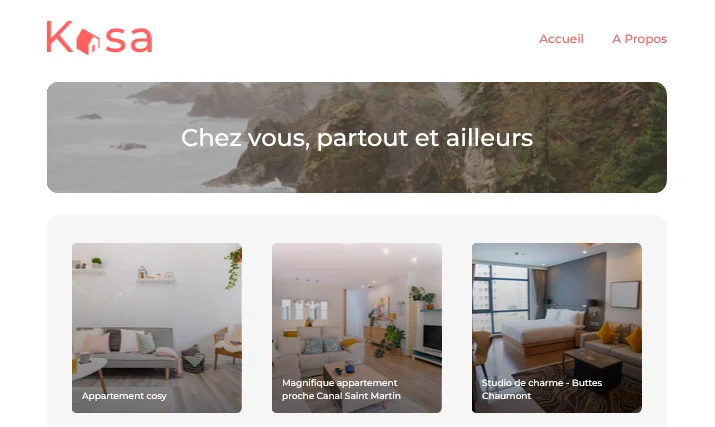 Kasa
Accueil
A Propos
Chez vous, partout et ailleurs
Appartement cosy
Magnifique appartement
proche Canal Saint Martin
Studio de charme - Buttes
Chaumont